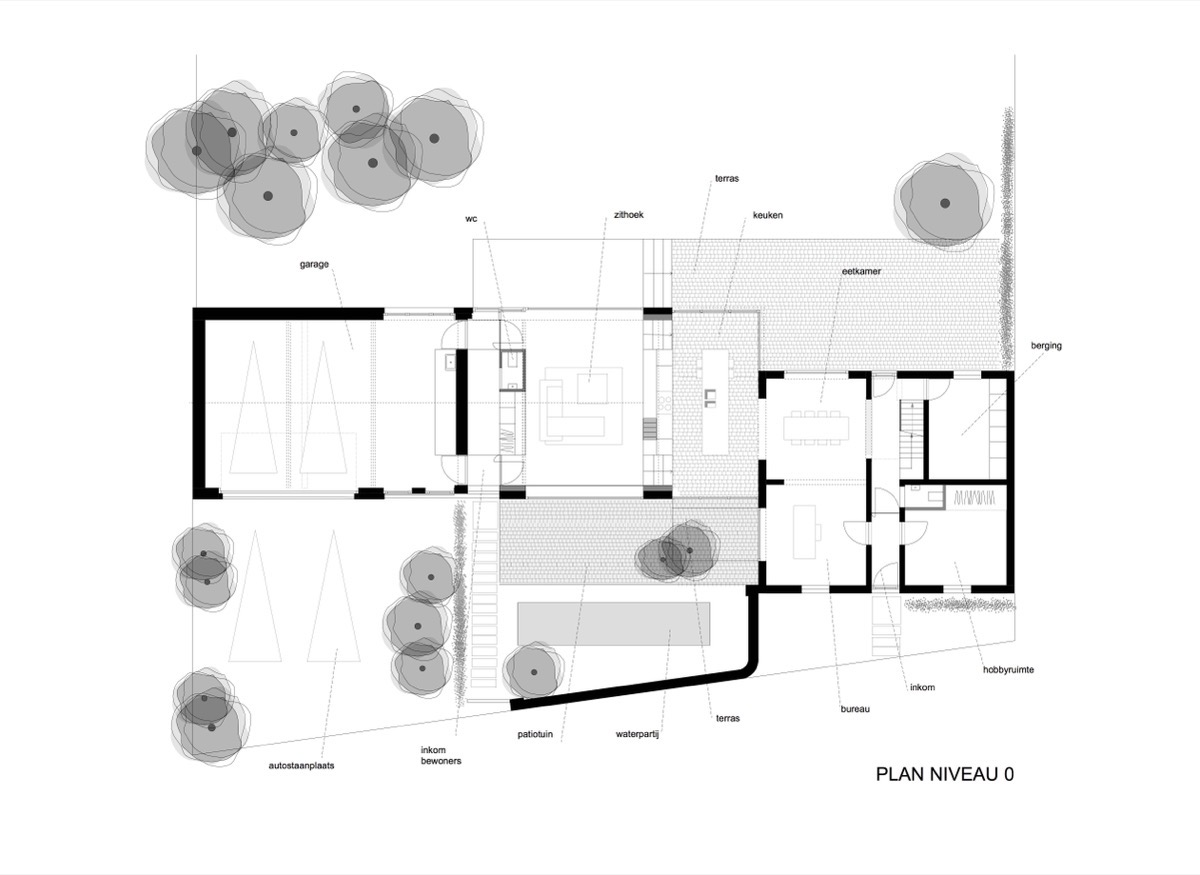 terras
wc
zithoek
keuken
garage
eetkamer
berging
hobbyruimte
inkom
bureau
terras
patiotuin
waterpartij
inkom
bewoners
autostaanplaats
PLAN NIVEAU 0